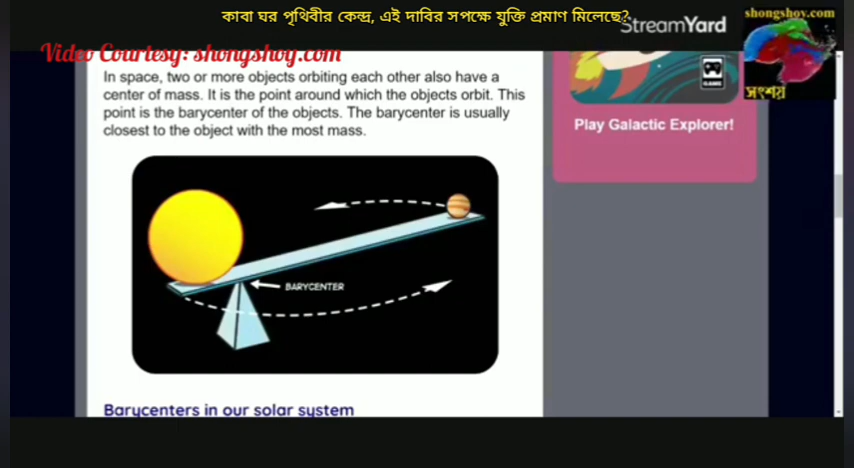 কাবা ঘর পৃথিবীর কেন্দ্র, এই দাবির সপক্ষে যুক্তি প্রমাণ মিলেছে?
StreamYard
shongshoy.com
Video Courtesy: shongshoy.com
In space, two or more objects orbiting each other also have a
center of mass. It is the point around which the objects orbit. This
point is the barycenter of the objects. The barycenter is usually
closest to the object with the most mass.
GAMES
সংশয়
Play Galactic Explorer!
BARYCENTER
Barycenters in our solar system